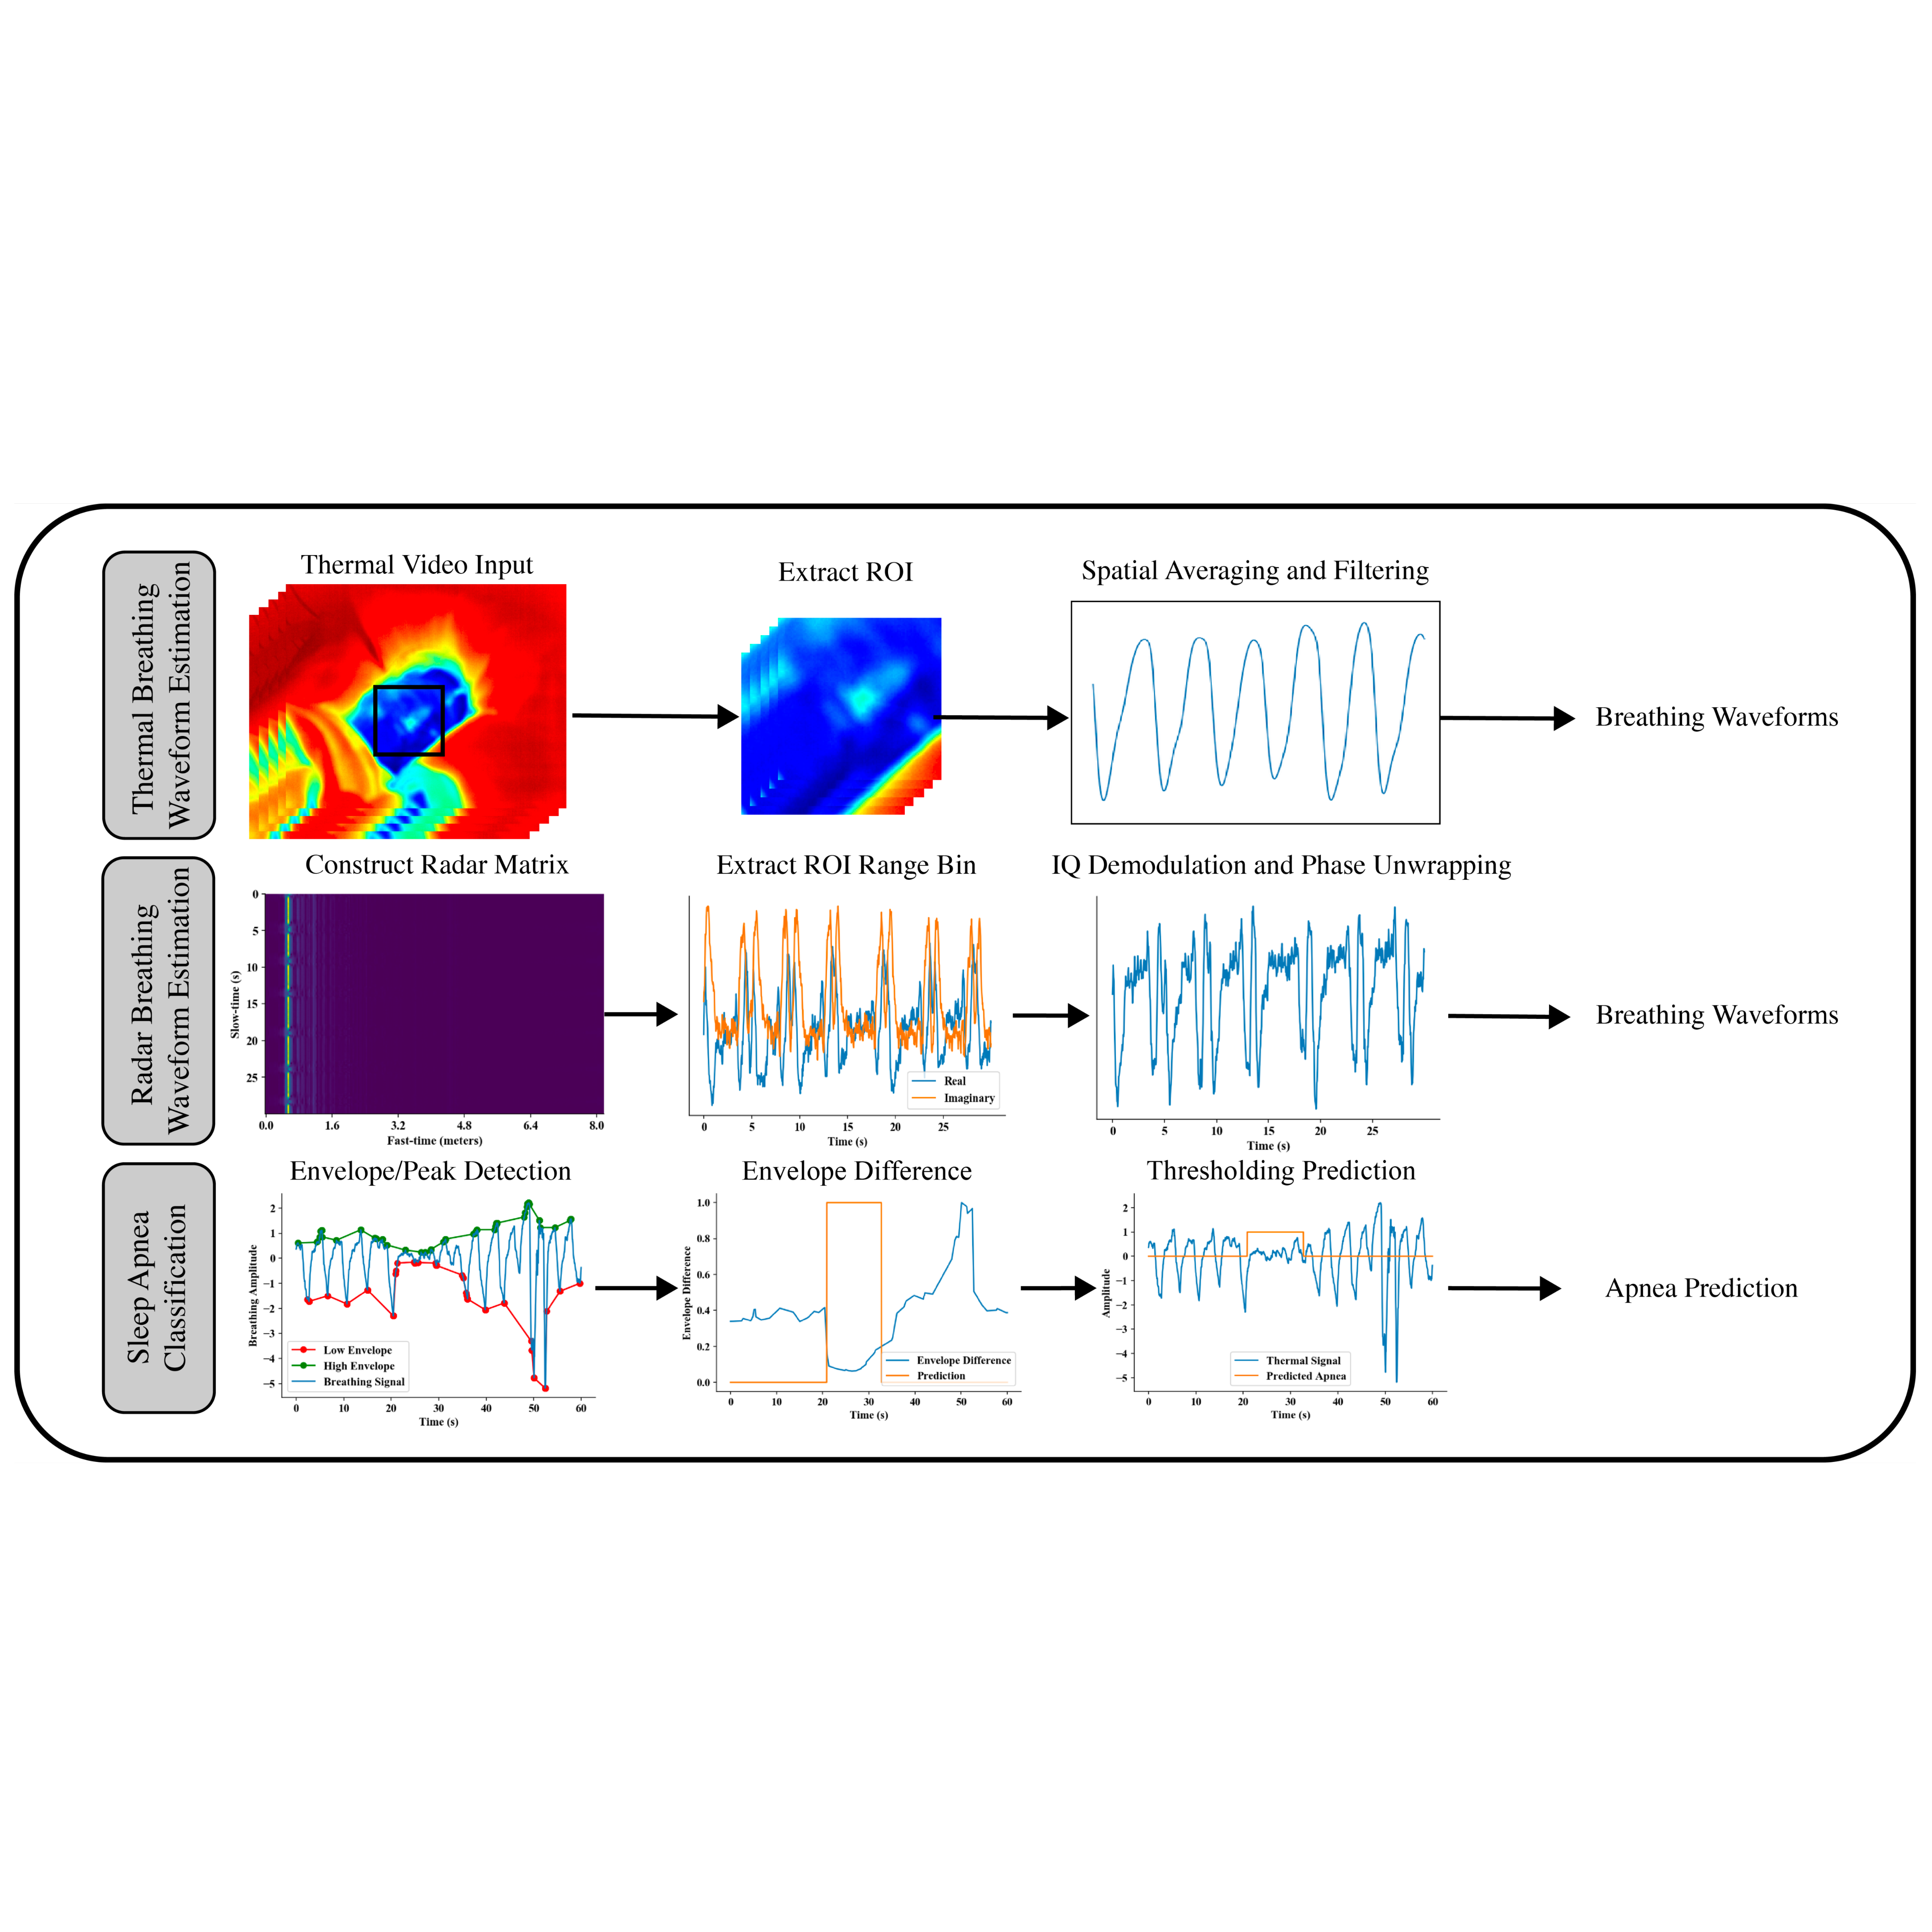 Thermal Breathing
Waveform Estimation
Thermal Video Input
Extract ROI
Spatial Averaging and Filtering
Breathing Waveforms
Radar Breathing
Waveform Estimation
Construct Radar Matrix
0
5
10
15
20
25
Slow-time (s)
0.0 1.6 3.2 4.8 6.4 8.0
Fast-time (meters)
Extract ROI Range Bin
Real
Imaginary
0 5 10 15 20 25
Time (s)
IQ Demodulation and Phase Unwrapping
0 5 10 15 20 25
Time (s)
Breathing Waveforms
Sleep Apnea
Classification
Envelope/Peak Detection
2
1
0
−1
−2
−3
−4
−5
Breathing Amplitude
Low Envelope
High Envelope
Breathing Signal
0 10 20 30 40 50 60
Time (s)
Envelope Difference
1.0
0.8
0.6
0.4
0.2
0.0
Envelope Difference
Envelope Difference
Prediction
0 10 20 30 40 50 60
Time (s)
Thresholding Prediction
2
1
0
−1
−2
−3
−4
−5
Amplitude
Thermal Signal
Predicted Apnea
0 10 20 30 40 50 60
Time (s)
Apnea Prediction